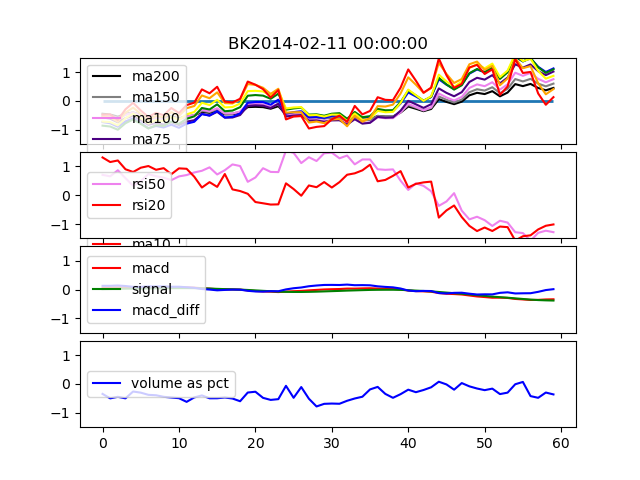 BK2014-02-11 00:00:00
1
0
−1
ma200
ma150
ma100
ma75
1
0
−1
rsi50
rsi20
ma10
1
0
−1
macd
signal
macd_diff
1
0
−1
volume as pct
0 10 20 30 40 50 60